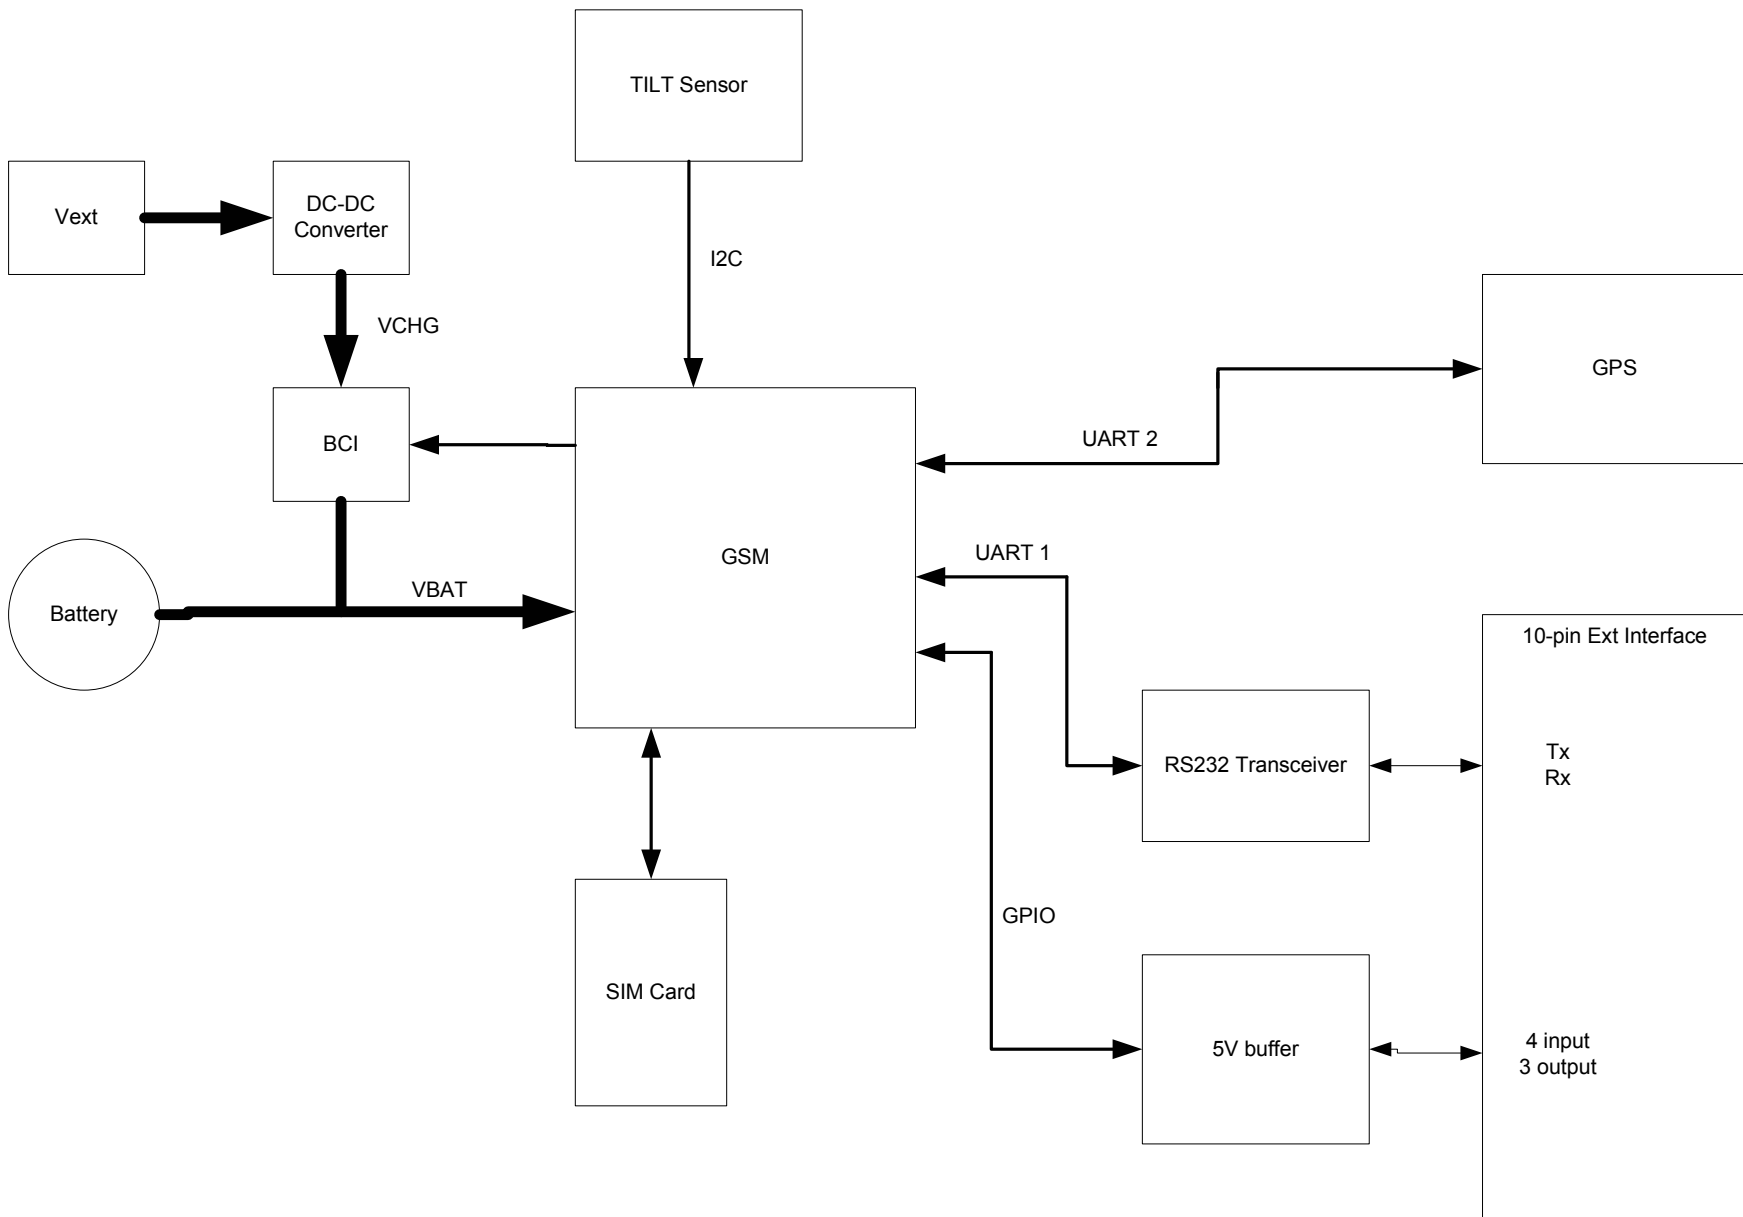 TILT Sensor
Vext
DC-DC
Converter
I2C
VCHG
GPS
BCI
UART 2
GSM
UART 1
VBAT
Battery
10-pin Ext Interface
RS232 Transceiver
Tx
Rx
GPIO
SIM Card
5V buffer
4 input
3 output